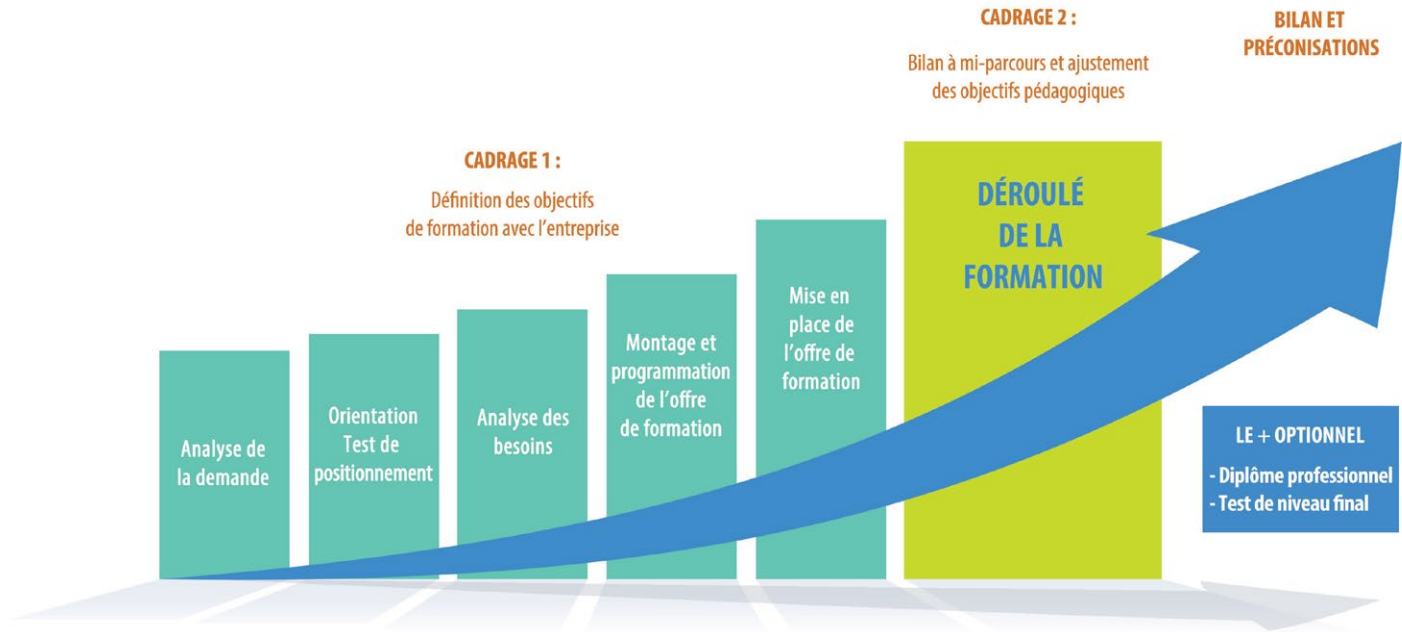 CADRAGE 1 :
Définition des objectifs
de formation avec l'entreprise
CADRAGE 2 :
Bilan à mi-parcours et ajustement
des objectifs pédagogiques
BILAN ET
PRÉCONISATIONS
Analyse de
la demande
Orientation
Test de
positionnement
Analyse des
besoins
Montage et
programmation
de l'offre
de formation
Mise en
place de
l'offre de
formation
DÉROULÉ
DE LA
FORMATION
LE + OPTIONNEL
- Diplôme professionnel
- Test de niveau final